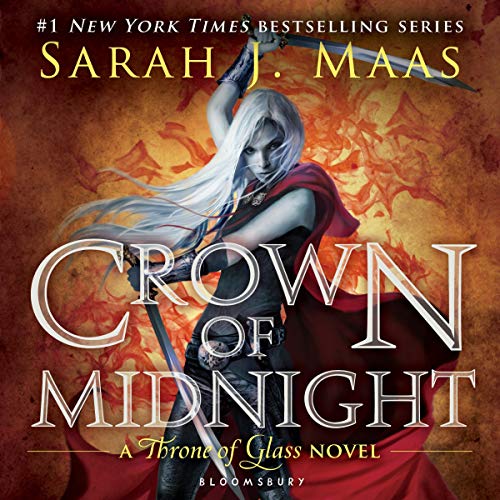 #1 NEW YORK TIMES BESTSELLING SERIES
SARAH J. MAAS
CROWN
OF
MIDNIGHT
A Throne of Glass NOVEL
BLOOMSBURY